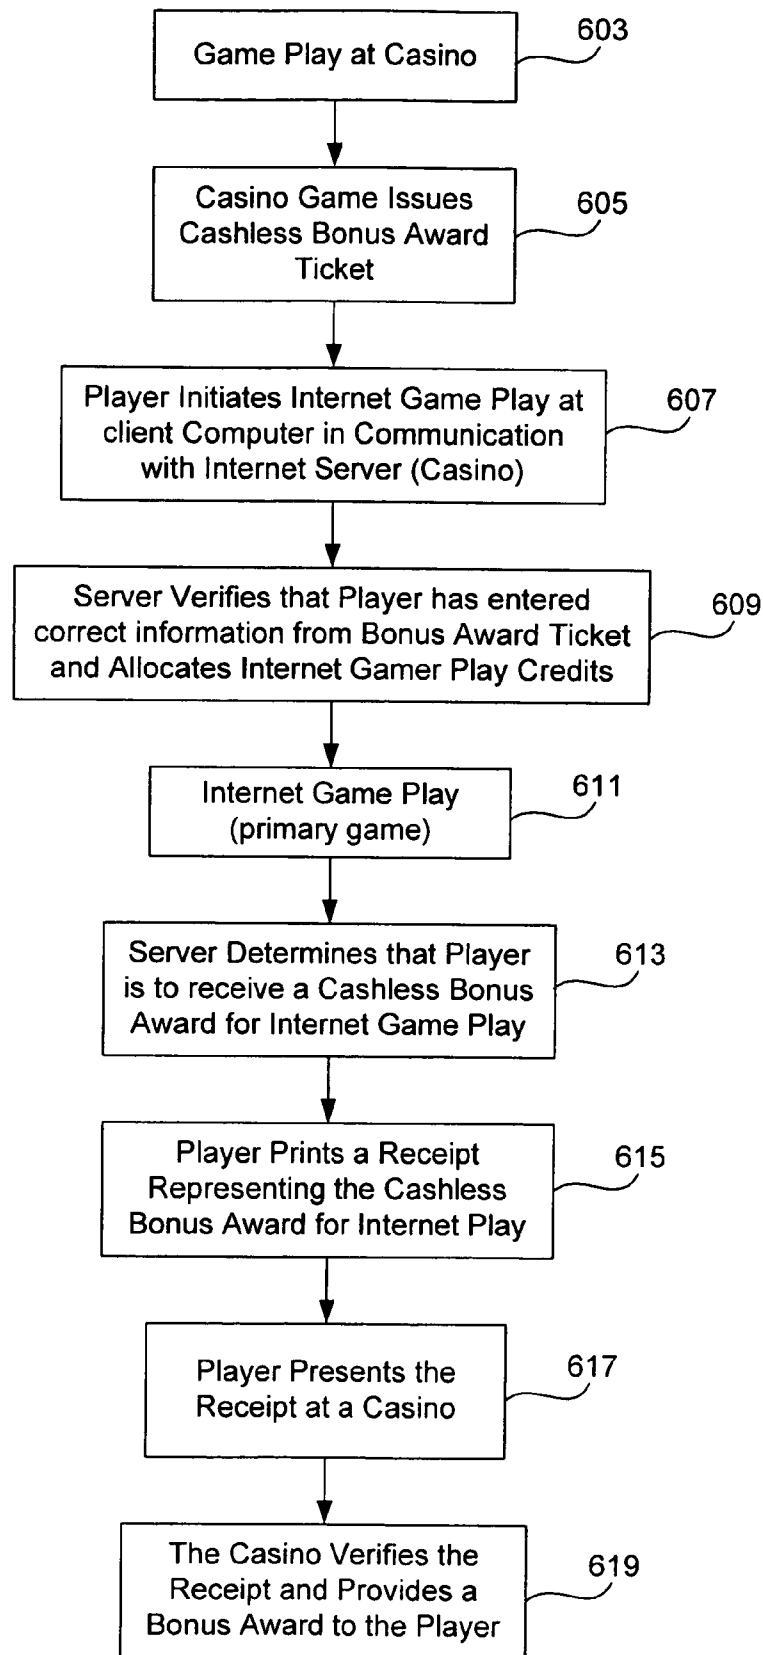 603
Game Play at Casino
605
Casino Game Issues
Cashless Bonus Award
Ticket
607
Player Initiates Internet Game Play at
client Computer in Communication
with Internet Server (Casino)
609
Server Verifies that Player has entered
correct information from Bonus Award Ticket
and Allocates Internet Gamer Play Credits
611
Internet Game Play
(primary game)
613
Server Determines that Player
is to receive a Cashless Bonus
Award for Internet Game Play
615
Player Prints a Receipt
Representing the Cashless
Bonus Award for Internet Play
617
Player Presents the
Receipt at a Casino
619
The Casino Verifies the
Receipt and Provides a
Bonus Award to the Player